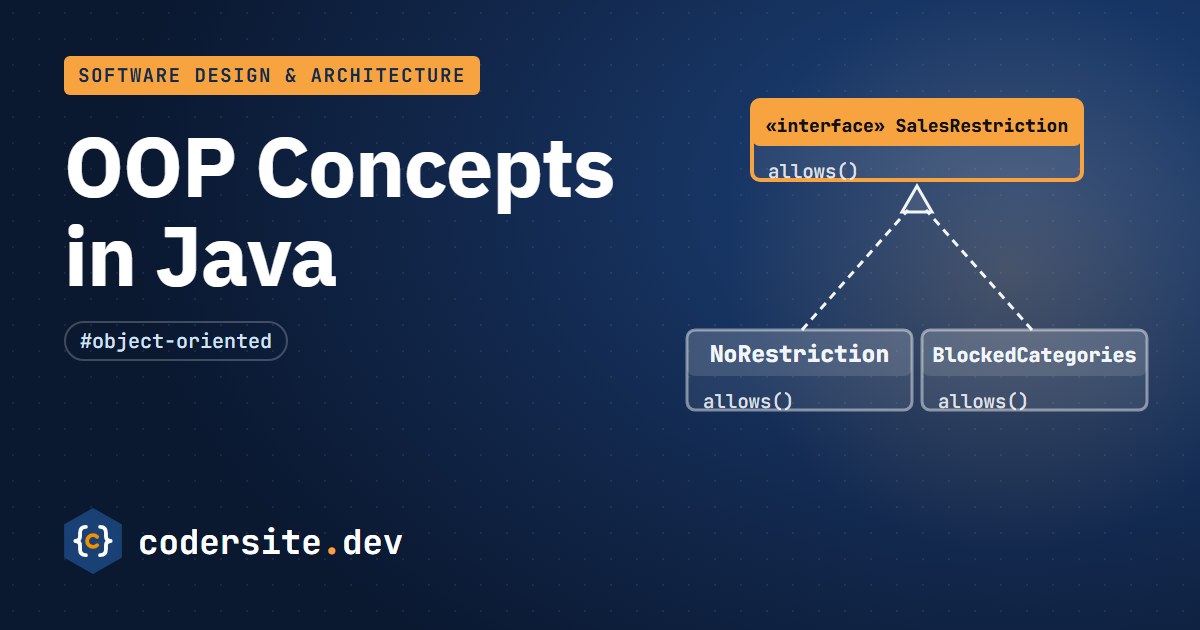 SOFTWARE DESIGN & ARCHITECTURE
OOP Concepts
in Java
#object-oriented
«interface» SalesRestriction
allows()
NoRestriction
allows()
BlockedCategories
allows()
{c}
codersite.dev